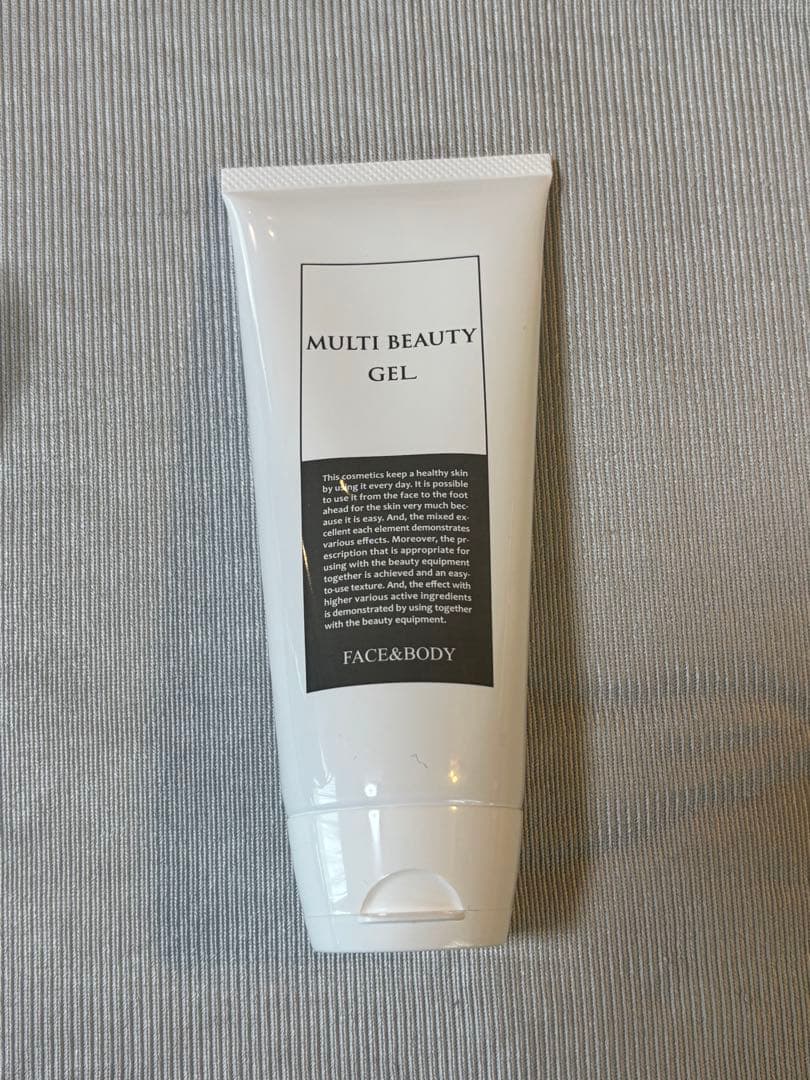 MULTI BEAUTY
GEL
This cosmetics keep a healthy skin
by using it every day. It is possible
to use it from the face to the foot
ahead for the skin very much bec-
ause it is easy. And, the mixed ex-
cellent each element demonstrates
various effects. Moreover, the pr-
escription that is appropriate for
using with the beauty equipment
together is achieved and an easy-
to-use texture. And, the effect with
higher various active ingredients
is demonstrated by using together
with the beauty equipment.
FACE&BODY